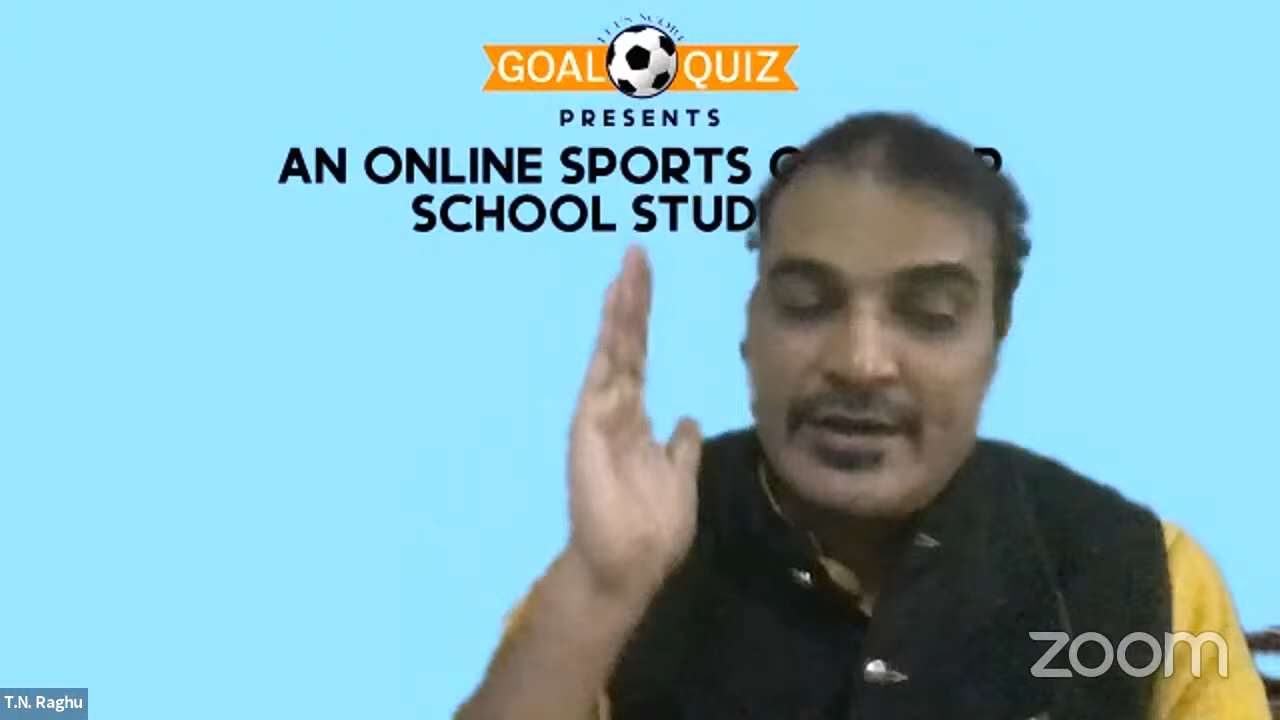 GOAL QUIZ
PRESENTS
AN ONLINE SPORTS
SCHOOL STUD
zoom
T.N. Raghu